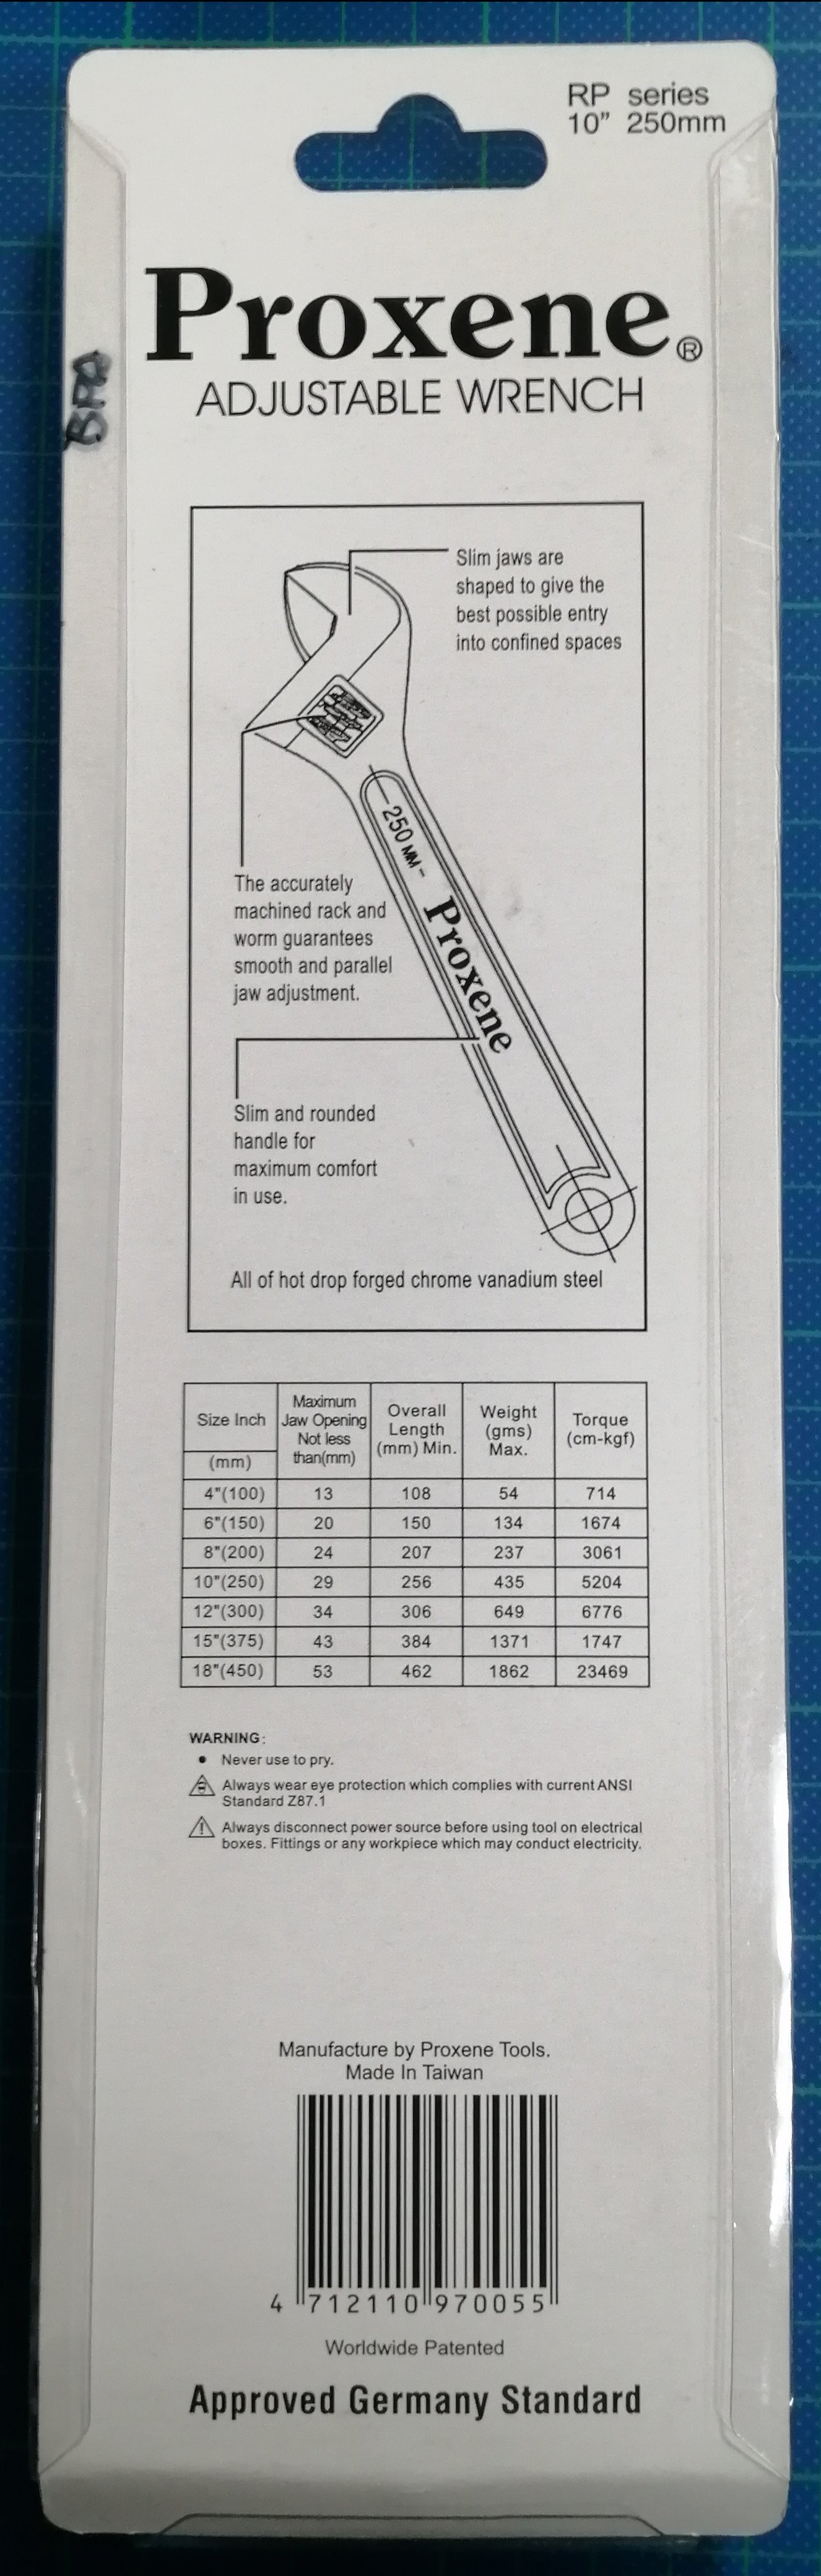 RP series
10" 250mm
Proxene®
ADJUSTABLE WRENCH
BPA
Slim jaws are
shaped to give the
best possible entry
into confined spaces
250 MM
Proxene
The accurately
machined rack and
worm guarantees
smooth and parallel
jaw adjustment.
Slim and rounded
handle for
maximum comfort
in use.
All of hot drop forged chrome vanadium steel
Size Inch (mm) Maximum Jaw Opening Not less than(mm) Overall Length (mm) Min. Weight (gms) Max. Torque (cm-kgf)
4"(100) 13 108 54 714
6"(150) 20 150 134 1674
8"(200) 24 207 237 3061
10"(250) 29 256 435 5204
12"(300) 34 306 649 6776
15"(375) 43 384 1371 1747
18"(450) 53 462 1862 23469
WARNING:
• Never use to pry.
Always wear eye protection which complies with current ANSI
Standard Z87.1
Always disconnect power source before using tool on electrical
boxes. Fittings or any workpiece which may conduct electricity.
Manufacture by Proxene Tools.
Made In Taiwan
4 712110 970055
Worldwide Patented
Approved Germany Standard